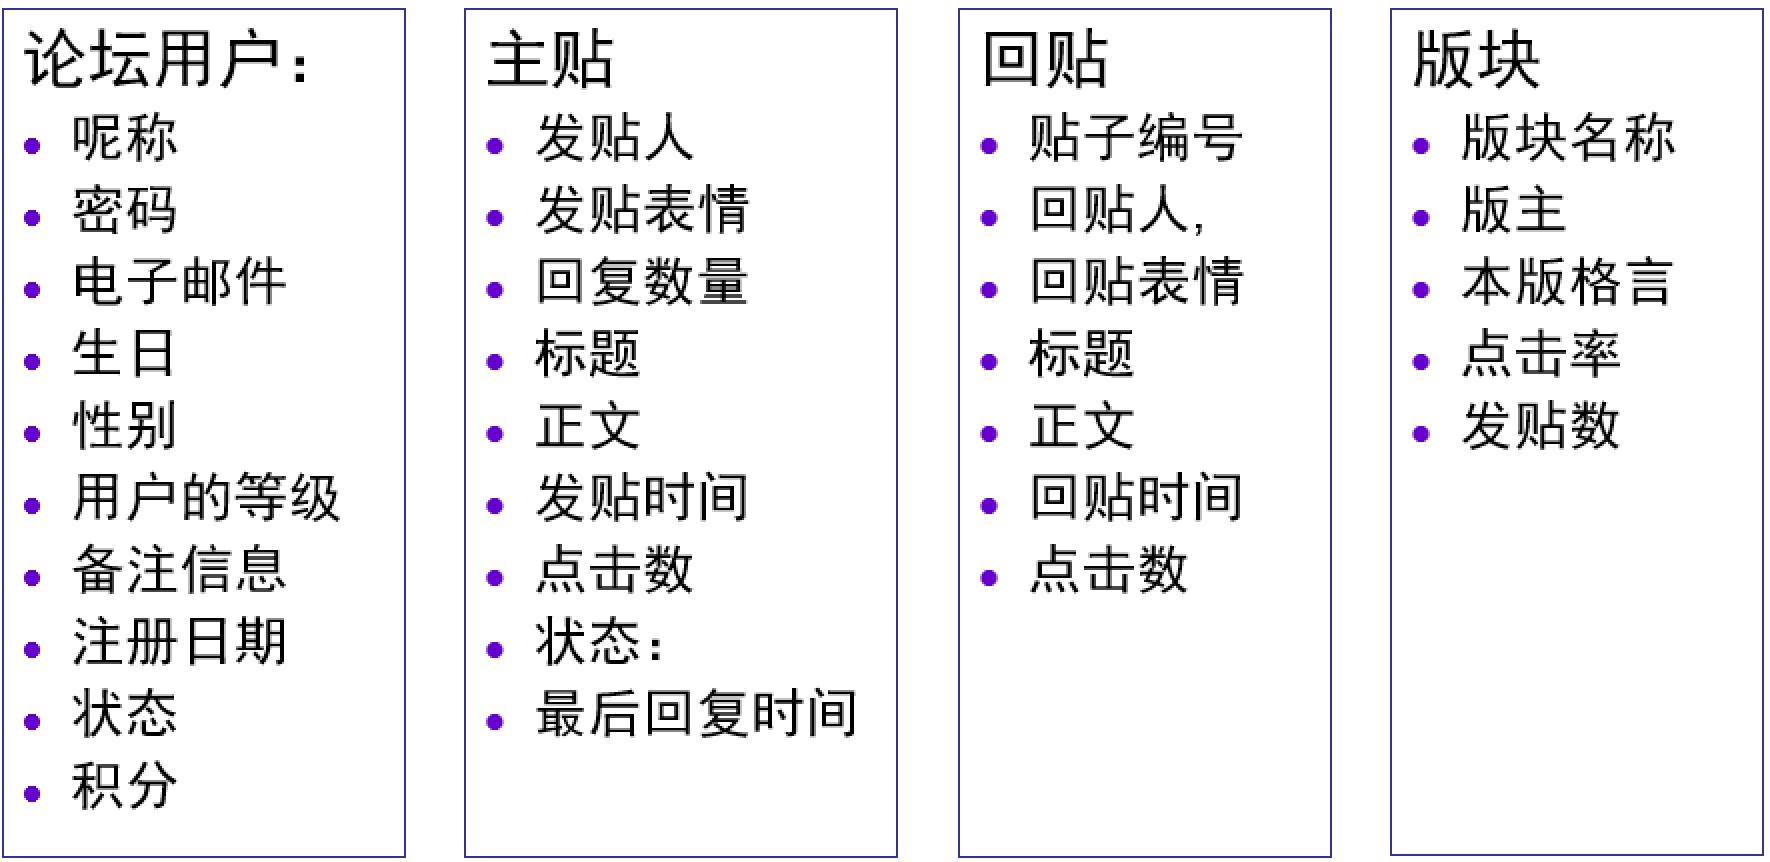 论坛用户：
呢称
密码
电子邮件
生日
性别
用户的等级
备注信息
注册日期
状态
积分
主贴
发贴人
发贴表情
回复数量
标题
正文
发贴时间
点击数
状态：
最后回复时间
回贴
贴子编号
回贴人,
回贴表情
标题
正文
回贴时间
点击数
版块
版块名称
版主
本版格言
点击率
发贴数